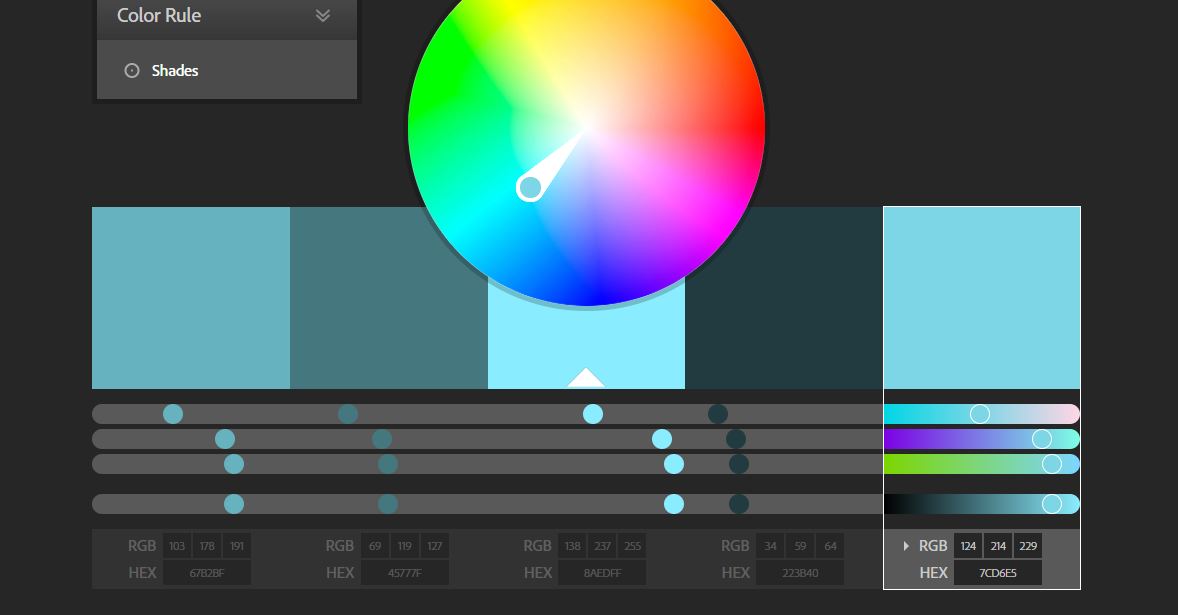 Color Rule
Shades
RGB 103 178 191 RGB 69 119 127 RGB 138 237 255 RGB 34 59 64 RGB 124 214 229
HEX 67B2BF HEX 45777F HEX 8AEDFF HEX 223B40 HEX 7CD6E5